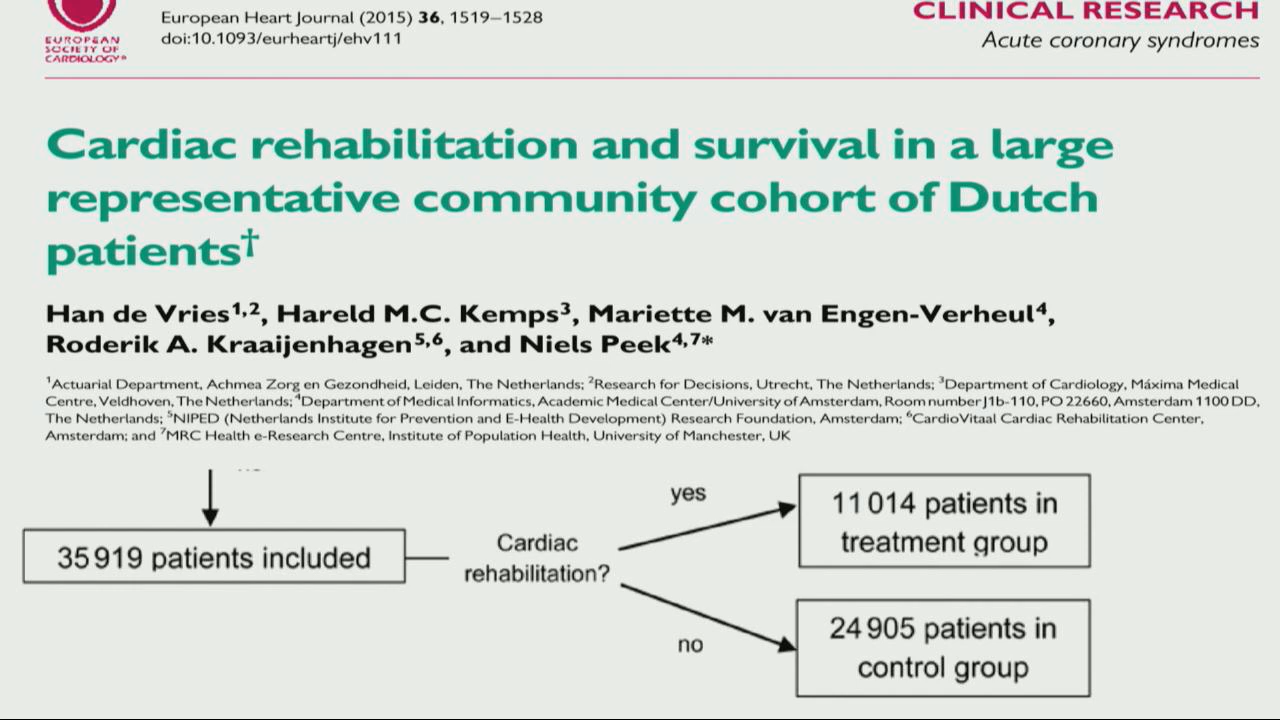 EUROPEAN
SOCIETY OF
CARDIOLOGY®
European Heart Journal (2015) 36, 1519–1528
doi:10.1093/eurheartj/ehv111
CLINICAL RESEARCH
Acute coronary syndromes
Cardiac rehabilitation and survival in a large
representative community cohort of Dutch
patients†
Han de Vries1,2, Hareld M.C. Kemps3, Mariette M. van Engen-Verheul4,
Roderik A. Kraaijenhagen5,6, and Niels Peek4,7*
1Actuarial Department, Achmea Zorg en Gezondheid, Leiden, The Netherlands; 2Research for Decisions, Utrecht, The Netherlands; 3Department of Cardiology, Máxima Medical
Centre, Veldhoven, The Netherlands; 4Department of Medical Informatics, Academic Medical Center/University of Amsterdam, Room number J1b-110, PO 22660, Amsterdam 1100 DD,
The Netherlands; 5NIPED (Netherlands Institute for Prevention and E-Health Development) Research Foundation, Amsterdam; 6CardioVitaal Cardiac Rehabilitation Center,
Amsterdam; and 7MRC Health e-Research Centre, Institute of Population Health, University of Manchester, UK
35919 patients included
Cardiac
rehabilitation?
yes
11014 patients in
treatment group
no
24905 patients in
control group